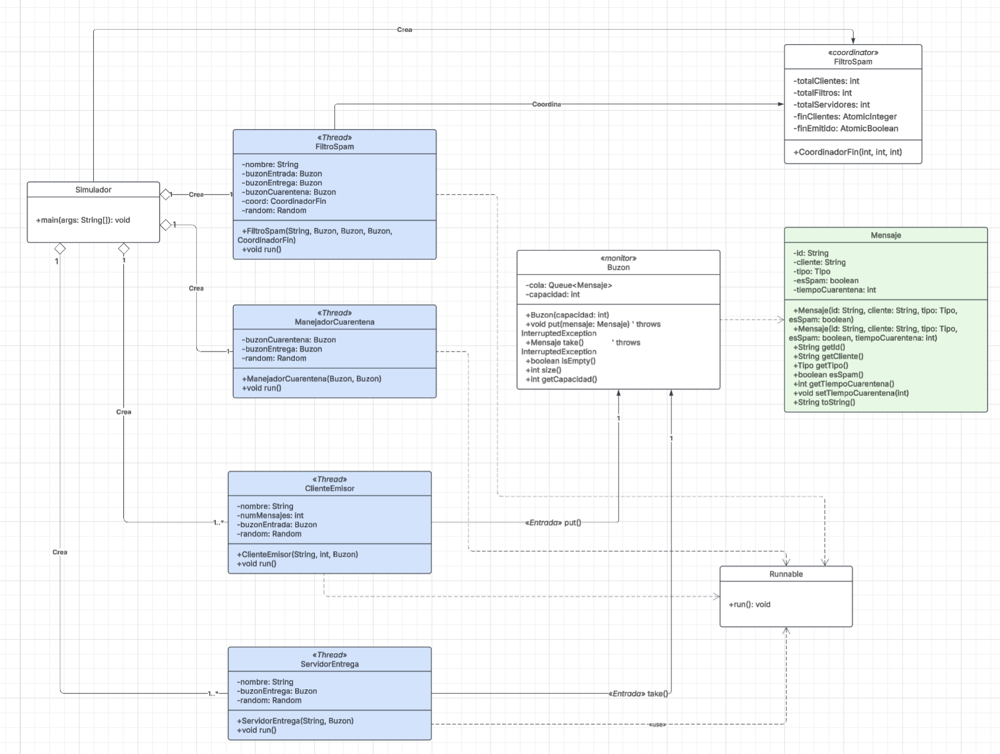 Crea
«coordinator»
FiltroSpam
-totalClientes: int
-totalFiltros: int
-totalServidores: int
-finClientes: AtomicInteger
-finEmitido: AtomicBoolean
+CoordinadorFin(int, int, int)
Coordina
«Thread»
FiltroSpam
-nombre: String
-buzonEntrada: Buzon
-buzonEntrega: Buzon
-buzonCuarentena: Buzon
-coord: CoordinadorFin
-random: Random
+FiltroSpam(String, Buzon, Buzon, Buzon,
CoordinadorFin)
+void run()
Simulador
+main(args: String[]): void
1
Crea
1
1
Crea
1
1
1
«Thread»
ManejadorCuarentena
-buzonCuarentena: Buzon
-buzonEntrega: Buzon
-random: Random
+ManejadorCuarentena(Buzon, Buzon)
+void run()
«monitor»
Buzon
-cola: Queue<Mensaje>
-capacidad: int
+Buzon(capacidad: int)
+void put(mensaje: Mensaje) ' throws
InterruptedException
+Mensaje take() ' throws
InterruptedException
+boolean isEmpty()
+int size()
+int getCapacidad()
Mensaje
-id: String
-cliente: String
-tipo: Tipo
-esSpam: boolean
-tiempoCuarentena: int
+Mensaje(id: String, cliente: String, tipo: Tipo,
esSpam: boolean)
+Mensaje(id: String, cliente: String, tipo: Tipo,
esSpam: boolean, tiempoCuarentena: int)
+String getId()
+String getCliente()
+Tipo getTipo()
+boolean esSpam()
+int getTiempoCuarentena()
+void setTiempoCuarentena(int)
+String toString()
Crea
1
1
«Thread»
ClienteEmisor
-nombre: String
-numMensajes: int
-buzonEntrada: Buzon
-random: Random
+ClienteEmisor(String, int, Buzon)
+void run()
1..*
«Entrada» put()
Crea
Runnable
+run(): void
«Thread»
ServidorEntrega
-nombre: String
-buzonEntrega: Buzon
-random: Random
+ServidorEntrega(String, Buzon)
+void run()
1..*
«Entrada» take()
«use»